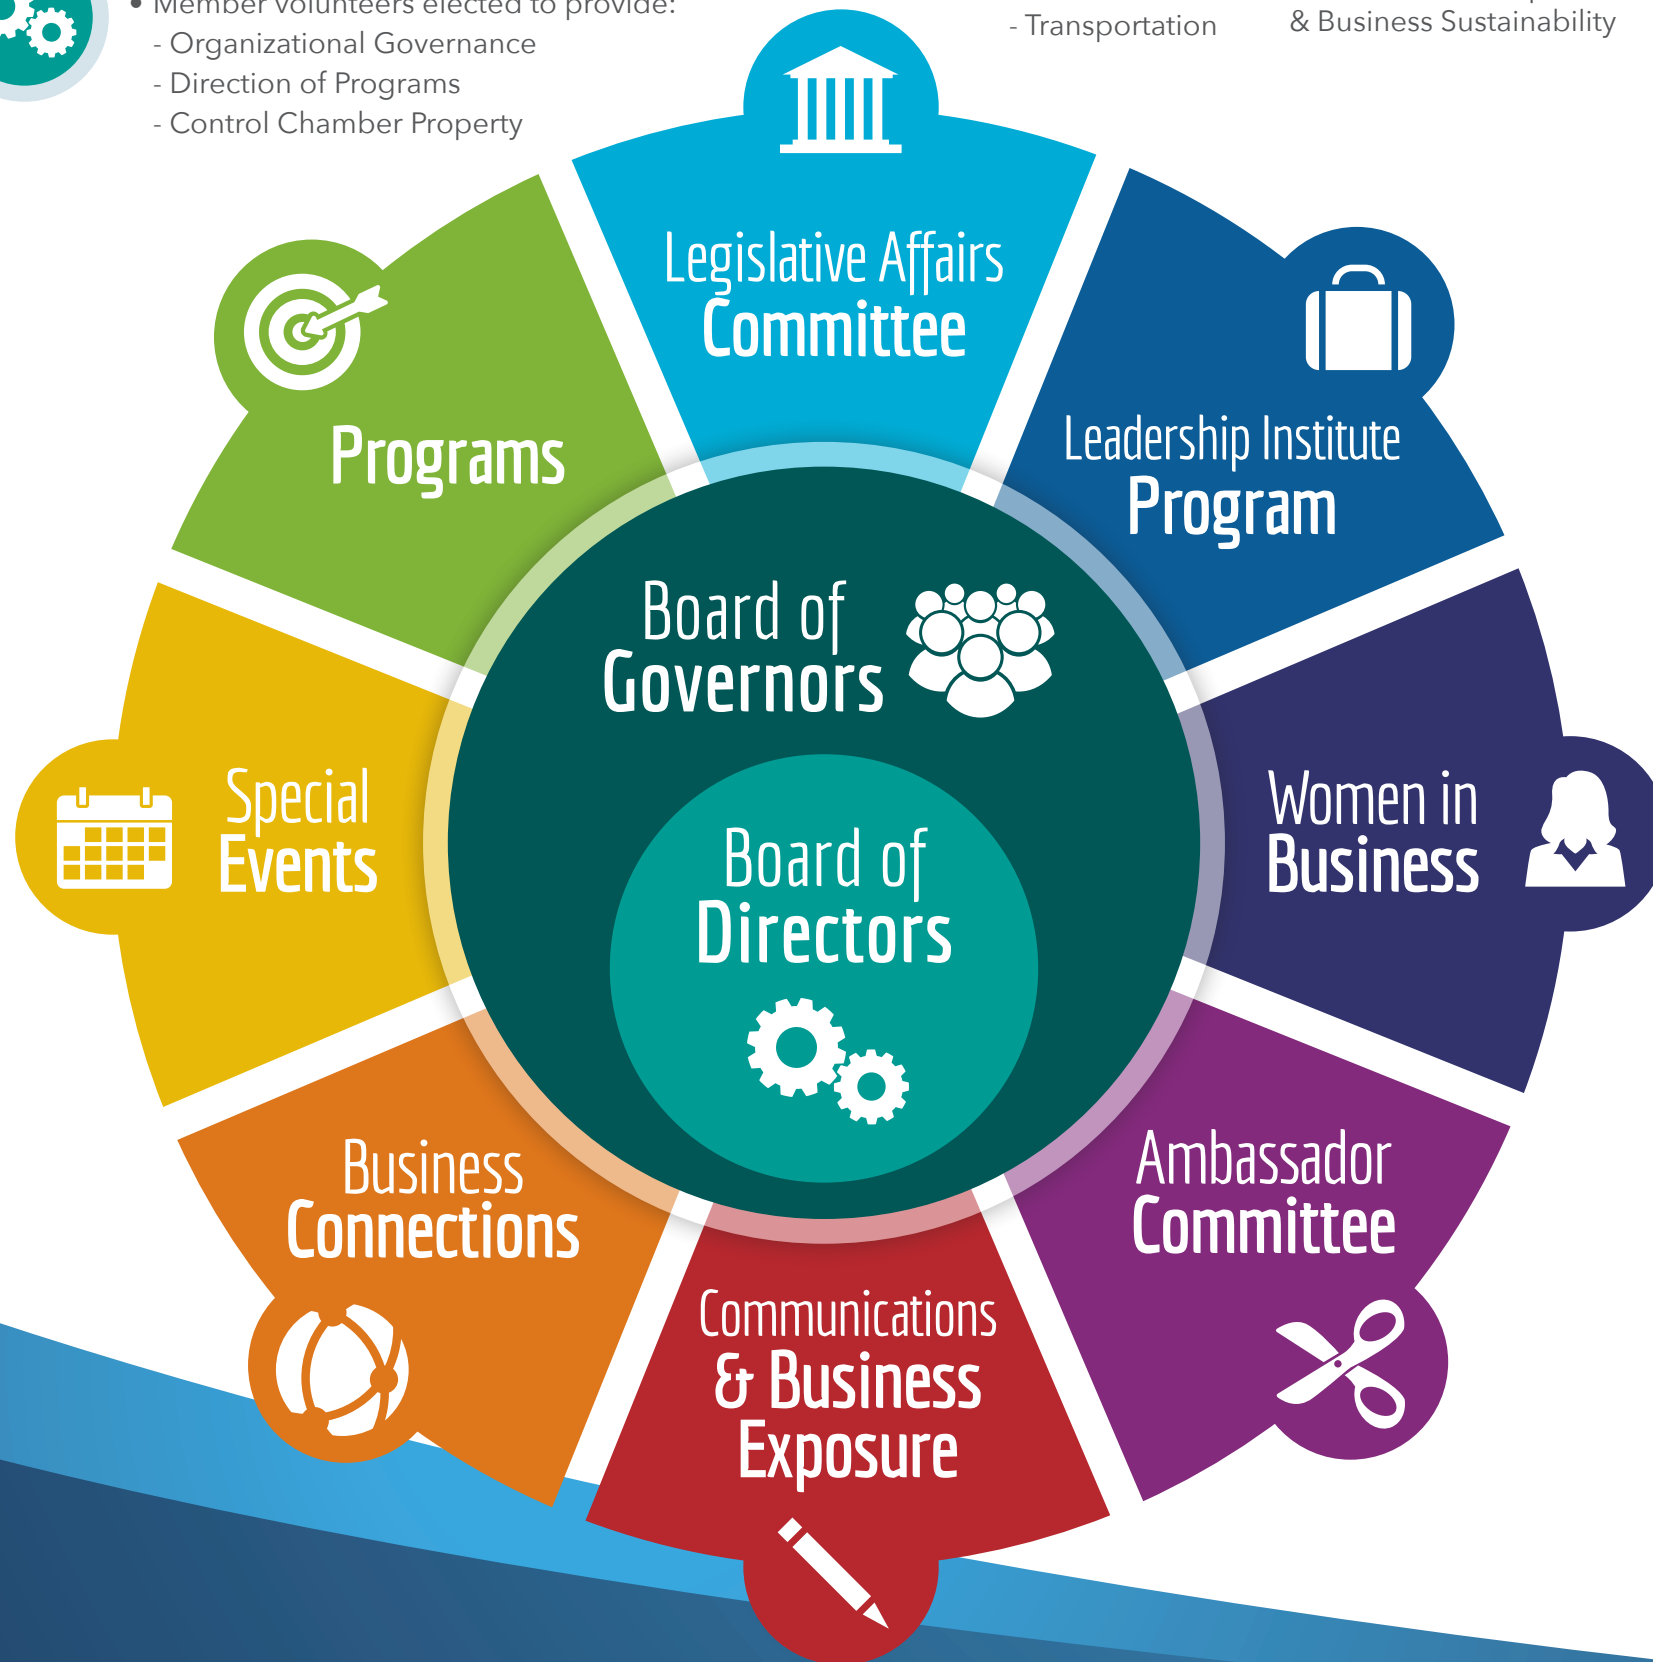 • Member volunteers elected to provide:
- Organizational Governance
- Direction of Programs
- Control Chamber Property
- Transportation
& Business Sustainability
Legislative Affairs
Committee
Leadership Institute
Program
Programs
Board of
Governors
Special
Events
Women in
Business
Board of
Directors
Business
Connections
Ambassador
Committee
Communications
& Business
Exposure